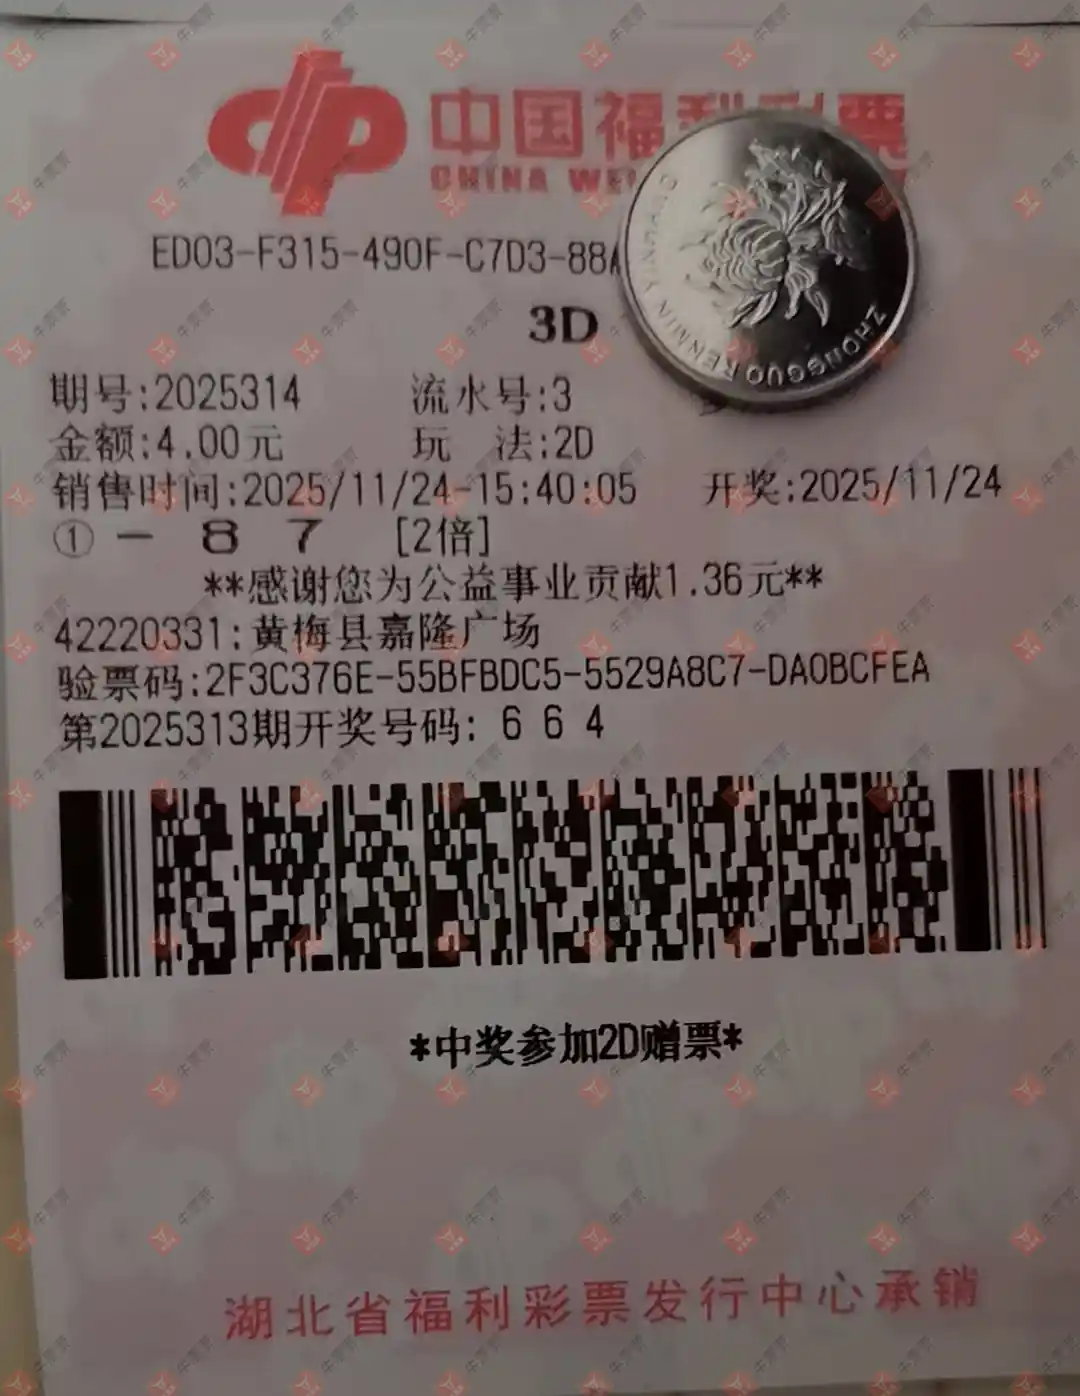 中国福利彩票
CHINA WE
ED03-F315-490F-C7D3-88A
3D
期号:2025314 流水号:3
金额:4.00元 玩 法:2D
销售时间:2025/11/24-15:40:05 开奖:2025/11/24
① － 8 7 [2倍]
**感谢您为公益事业贡献1.36元**
42220331:黄梅县嘉隆广场
验票码:2F3C376E-55BFBDC5-5529A8C7-DA0BCFEA
第2025313期开奖号码: 6 6 4
*中奖参加2D赠票*
湖北省福利彩票发行中心承销
ZHONGGUO RENMIN YINHANG